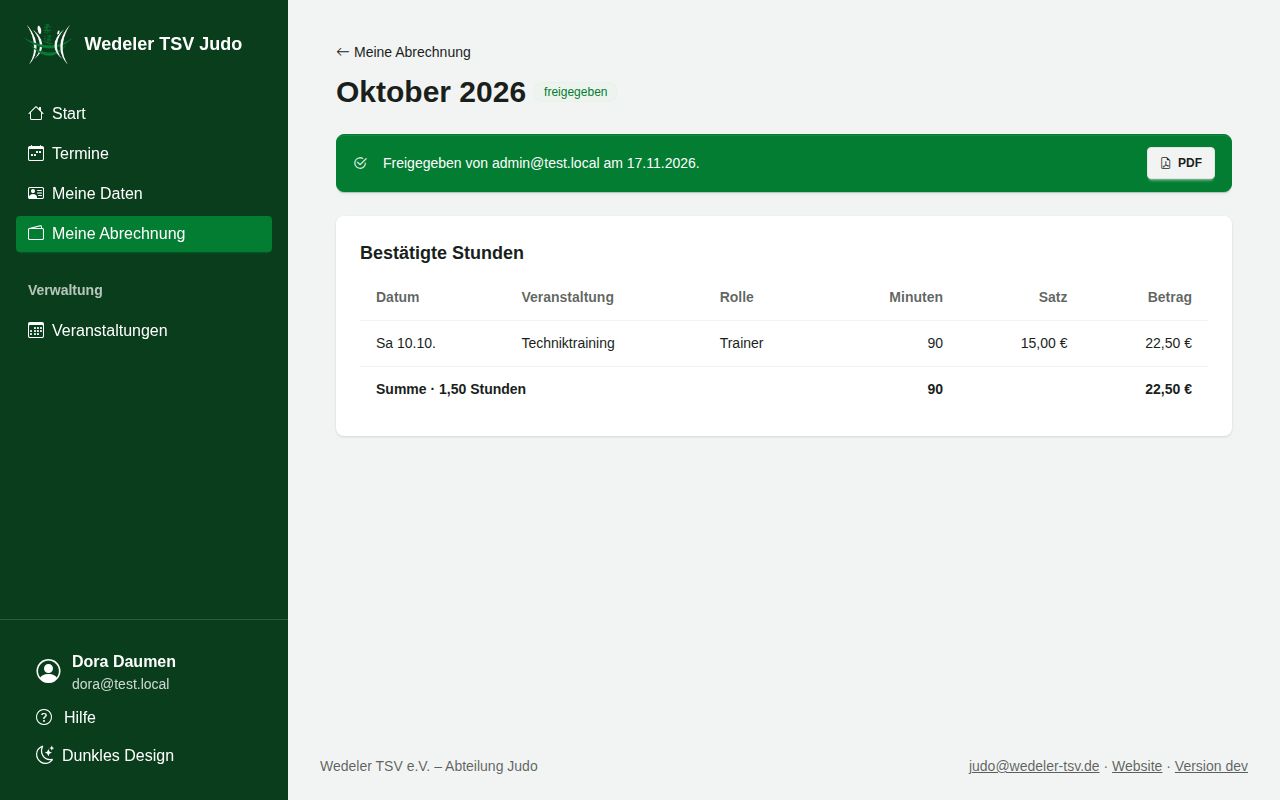 Wedeler TSV Judo
Start
Termine
Meine Daten
Meine Abrechnung
Verwaltung
Veranstaltungen
Dora Daumen
dora@test.local
Hilfe
Dunkles Design
← Meine Abrechnung
Oktober 2026 freigegeben
Freigegeben von admin@test.local am 17.11.2026. PDF
Bestätigte Stunden
Datum Veranstaltung Rolle Minuten Satz Betrag
Sa 10.10. Techniktraining Trainer 90 15,00 € 22,50 €
Summe · 1,50 Stunden 90 22,50 €
Wedeler TSV e.V. – Abteilung Judo judo@wedeler-tsv.de · Website · Version dev